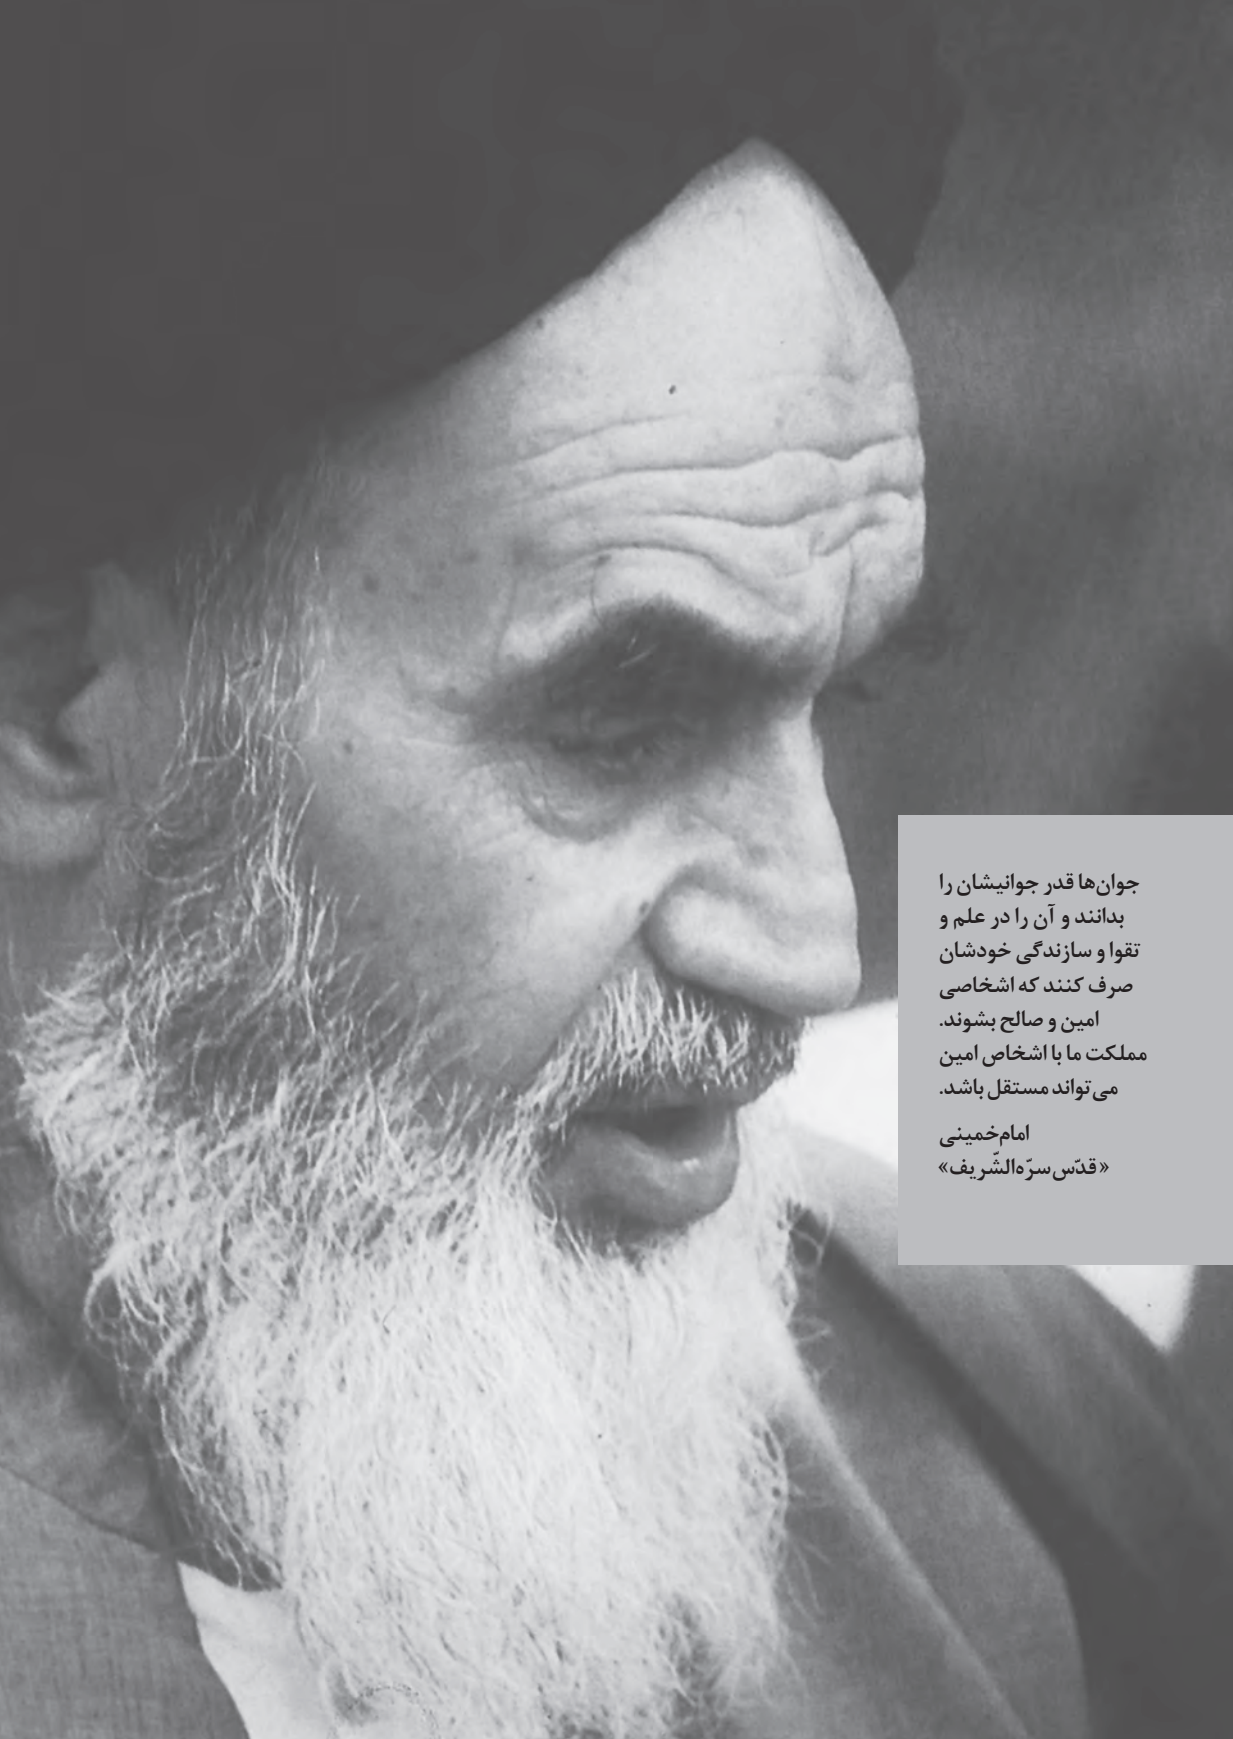 جوان‌ها قدر جوانیشان را
بدانند و آن را در علم و
تقوا و سازندگی خودشان
صرف کنند که اشخاصی
امین و صالح بشوند.
مملکت ما با اشخاص امین
می‌تواند مستقل باشد.
امام‌خمینی
«قدّس‌سرّه‌الشّریف»